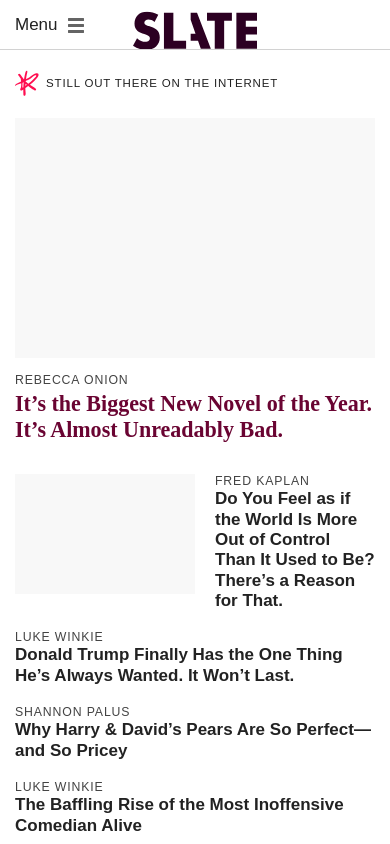 Menu
SLATE
STILL OUT THERE ON THE INTERNET
REBECCA ONION
It’s the Biggest New Novel of the Year.
It’s Almost Unreadably Bad.
FRED KAPLAN
Do You Feel as if
the World Is More
Out of Control
Than It Used to Be?
There’s a Reason
for That.
LUKE WINKIE
Donald Trump Finally Has the One Thing
He’s Always Wanted. It Won’t Last.
SHANNON PALUS
Why Harry & David’s Pears Are So Perfect—
and So Pricey
LUKE WINKIE
The Baffling Rise of the Most Inoffensive
Comedian Alive